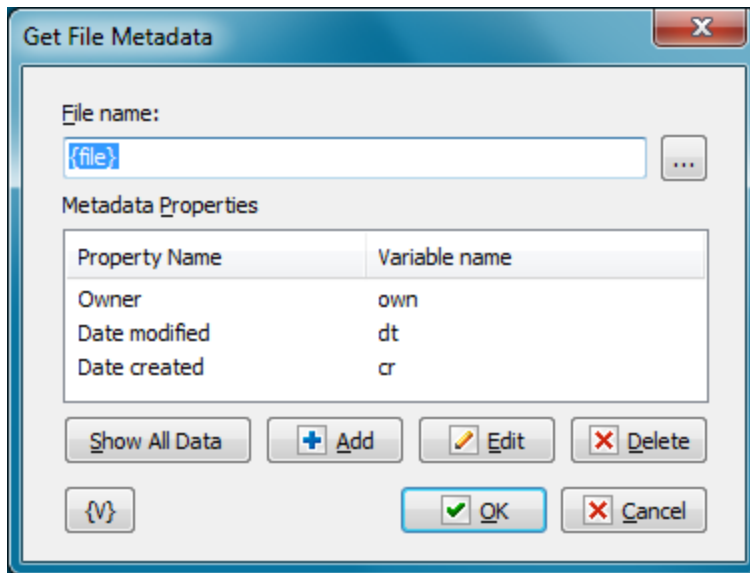 Get File Metadata
File name:
{file}
...
Metadada Properties
Property Name Variable name
Owner own
Date modified dt
Date created cr
Show All Data Add Edit Delete
{V} OK Cancel